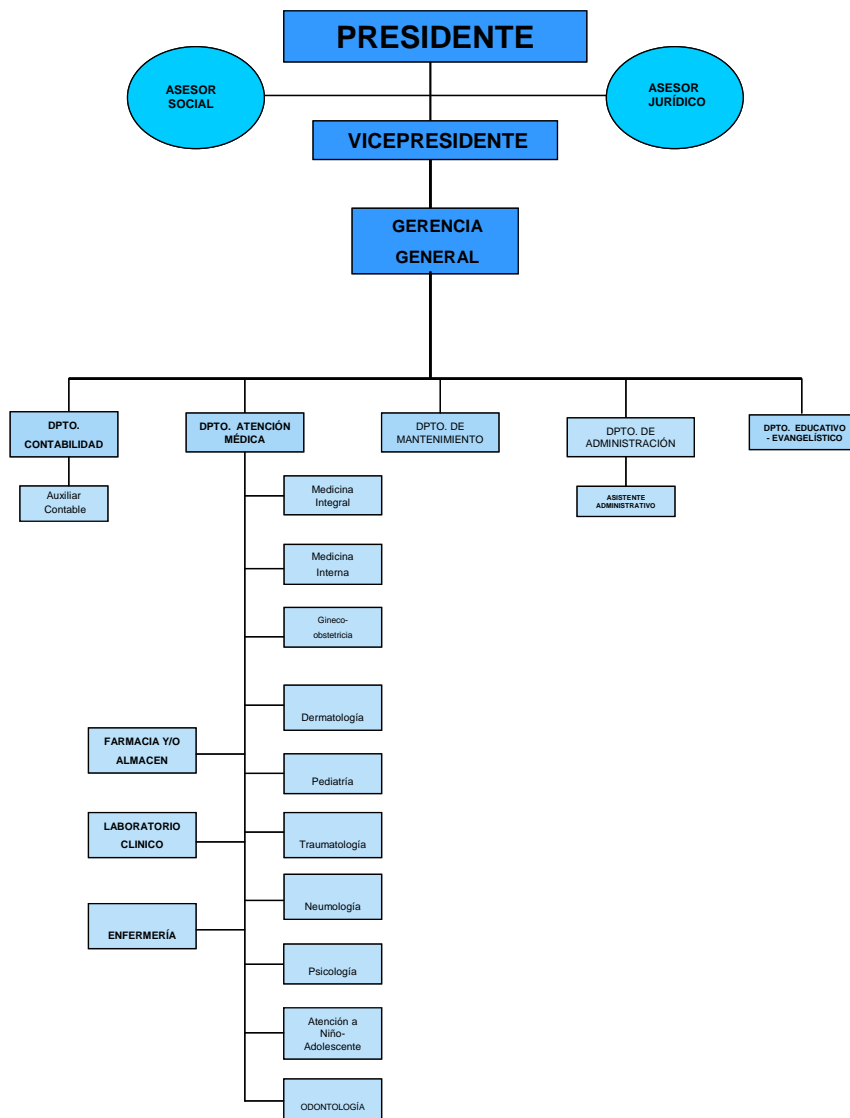 PRESIDENTE
ASESOR
SOCIAL
ASESOR
JURÍDICO
VICEPRESIDENTE
GERENCIA
GENERAL
DPTO.
CONTABILIDAD
DPTO. ATENCIÓN
MÉDICA
DPTO. DE
MANTENIMIENTO
DPTO. DE
ADMINISTRACIÓN
DPTO. EDUCATIVO
- EVANGELÍSTICO
Auxiliar
Contable
Medicina
Integral
ASISTENTE
ADMINISTRATIVO
Medicina
Interna
Gineco-
obstetricia
Dermatología
FARMACIA Y/O
ALMACEN
Pediatría
LABORATORIO
CLINICO
Traumatología
Neumología
ENFERMERÍA
Psicología
Atención a
Niño-
Adolescente
ODONTOLOGÍA